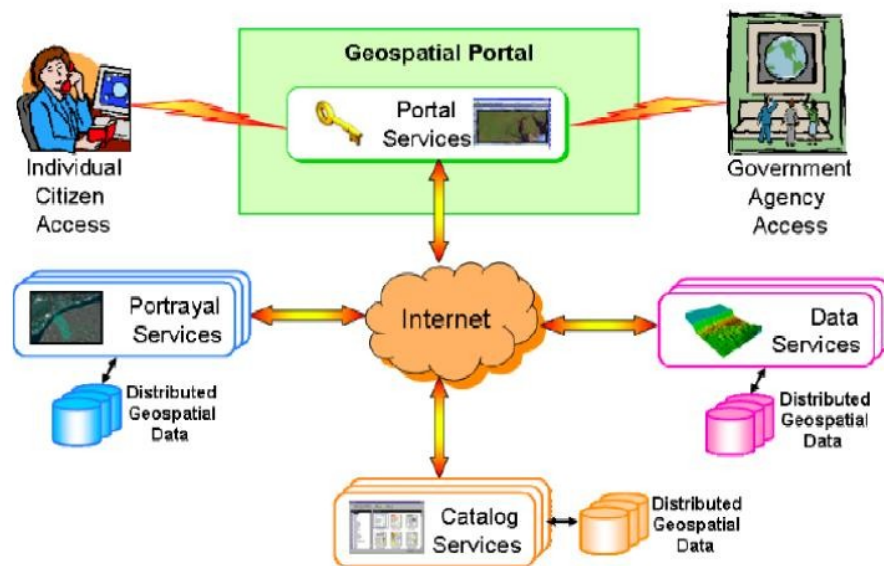 Geospatial Portal
Portal
Services
Individual
Citizen
Access
Government
Agency
Access
Portrayal
Services
Internet
Data
Services
Distributed
Geospatial
Data
Distributed
Geospatial
Data
Catalog
Services
Distributed
Geospatial
Data